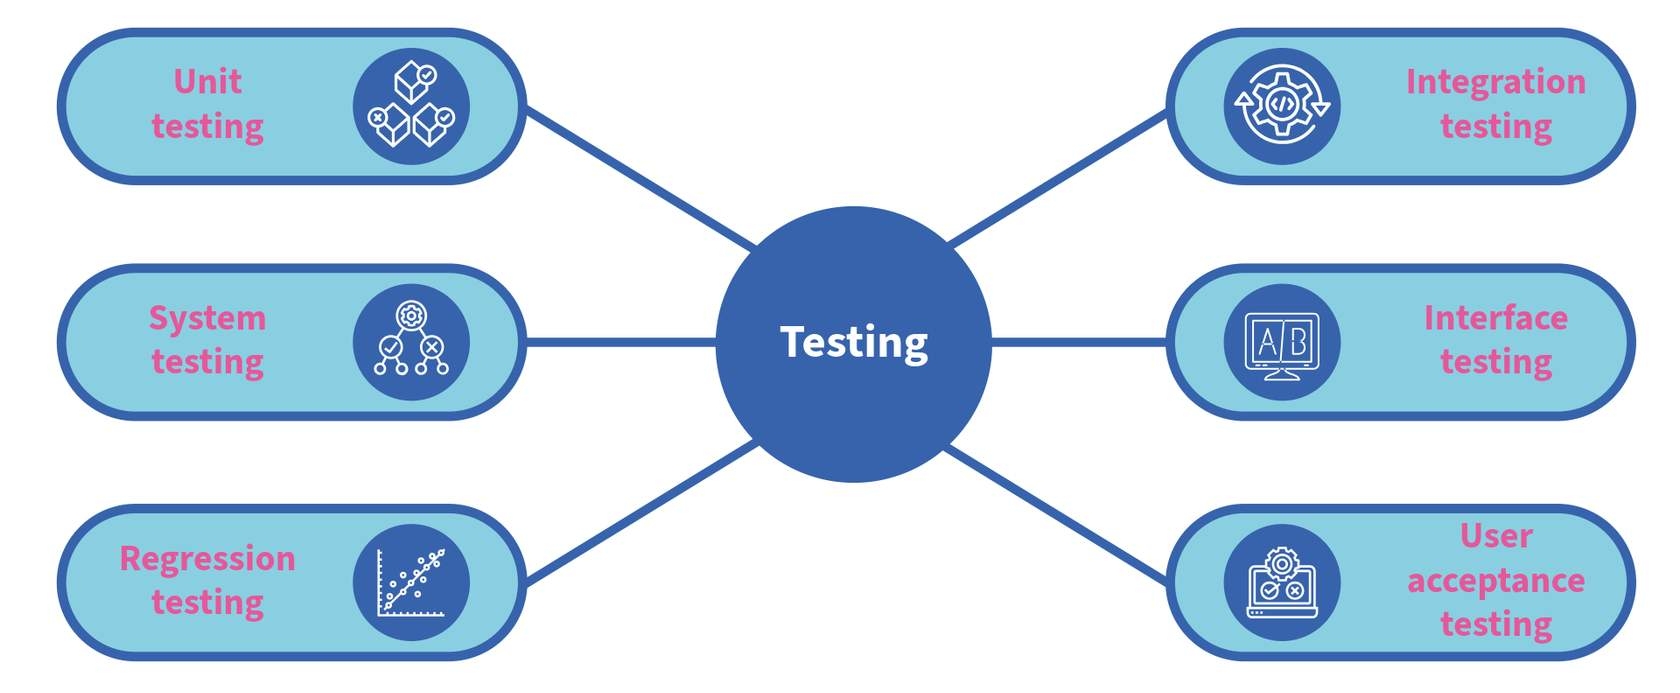 Unit
testing
Integration
testing
System
testing
Testing
A B
Interface
testing
Regression
testing
User
acceptance
testing